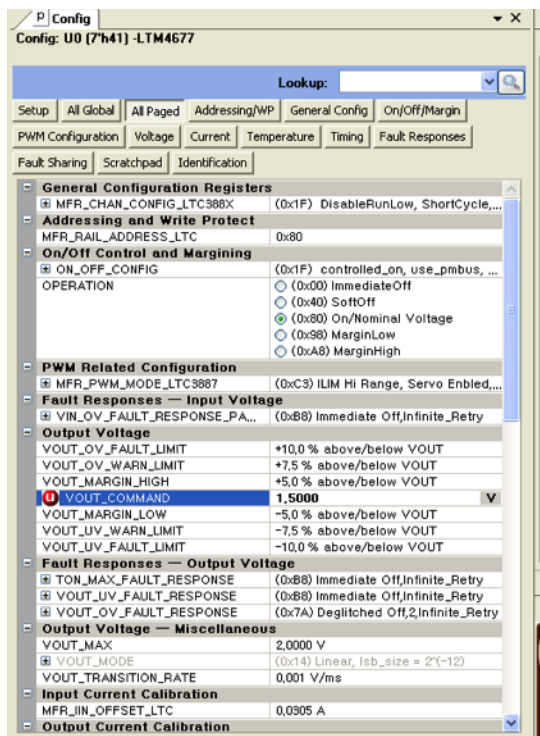 Config
Config: U0 (7'h41) -LTM4677
Lookup:
Setup All Global All Paged Addressing/WP General Config On/Off/Margin
PWM Configuration Voltage Current Temperature Timing Fault Responses
Fault Sharing Scratchpad Identification
General Configuration Registers
MFR_CHAN_CONFIG_LTC388X (0x1F) DisableRunLow, ShortCycle,...
Addressing and Write Protect
MFR_RAIL_ADDRESS_LTC 0x80
On/Off Control and Margining
ON_OFF_CONFIG (0x1F) controlled_on, use_pmbus, ...
OPERATION (0x00) ImmediateOff
(0x40) SoftOff
(0x80) On/Nominal Voltage
(0x98) MarginLow
(0xA8) MarginHigh
PWM Related Configuration
MFR_PWM_MODE_LTC3887 (0xC3) ILIM Hi Range, Servo Enbled,...
Fault Responses — Input Voltage
VIN_OV_FAULT_RESPONSE_PA... (0xB8) Immediate Off,Infinite_Retry
Output Voltage
VOUT_OV_FAULT_LIMIT +10,0 % above/below VOUT
VOUT_OV_WARN_LIMIT +7,5 % above/below VOUT
VOUT_MARGIN_HIGH +5,0 % above/below VOUT
U VOUT_COMMAND 1,5000 V
VOUT_MARGIN_LOW -5,0 % above/below VOUT
VOUT_UV_WARN_LIMIT -7,5 % above/below VOUT
VOUT_UV_FAULT_LIMIT -10,0 % above/below VOUT
Fault Responses — Output Voltage
TON_MAX_FAULT_RESPONSE (0xB8) Immediate Off,Infinite_Retry
VOUT_UV_FAULT_RESPONSE (0xB8) Immediate Off,Infinite_Retry
VOUT_OV_FAULT_RESPONSE (0x7A) Deglitched Off,2,Infinite_Retry
Output Voltage — Miscellaneous
VOUT_MAX 2,0000 V
VOUT_MODE (0x14) Linear, lsb_size = 2^(-12)
VOUT_TRANSITION_RATE 0,001 V/ms
Input Current Calibration
MFR_IIN_OFFSET_LTC 0,0305 A
Output Current Calibration